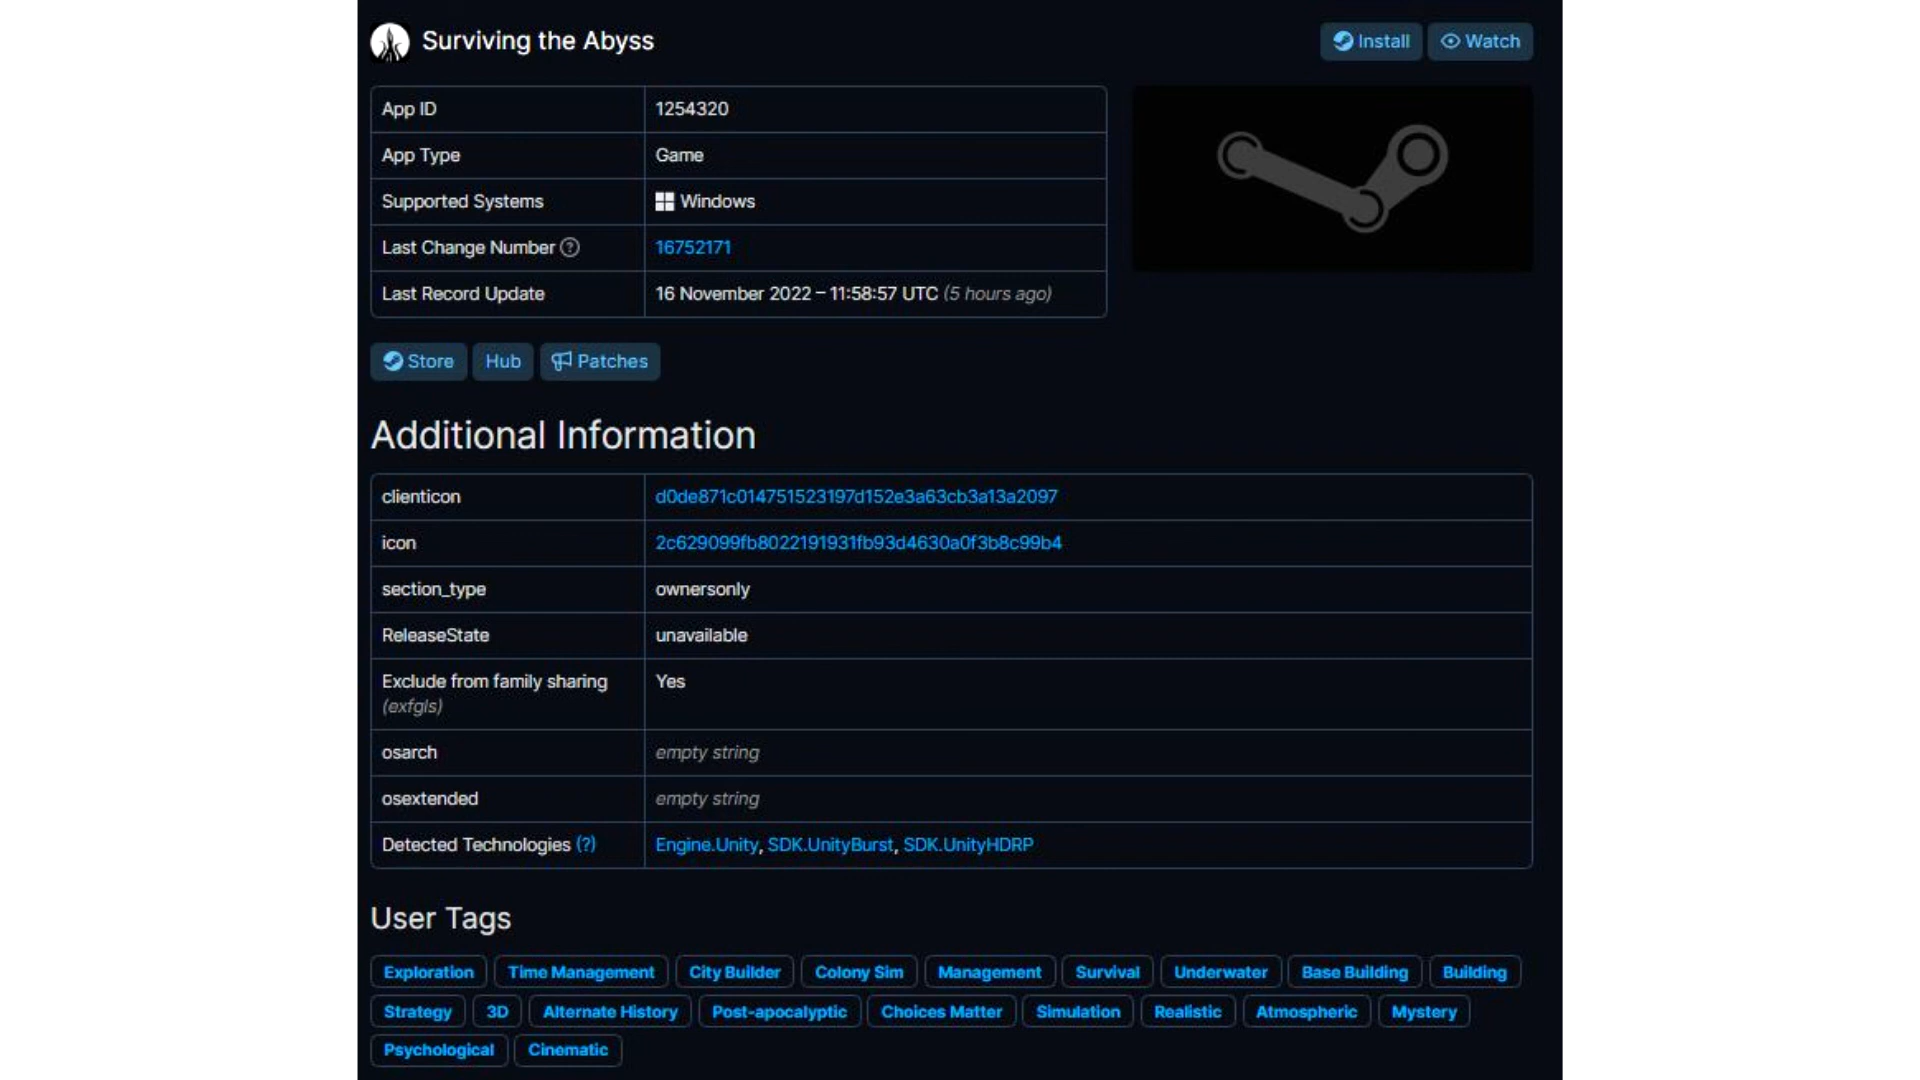 Surviving the Abyss Install Watch
App ID 1254320
App Type Game
Supported Systems Windows
Last Change Number ? 16752171
Last Record Update 16 November 2022 – 11:58:57 UTC (5 hours ago)
Store Hub Patches
Additional Information
clienticon d0de871c014751523197d152e3a63cb3a13a2097
icon 2c629099fb8022191931fb93d4630a0f3b8c99b4
section_type ownersonly
ReleaseState unavailable
Exclude from family sharing Yes
(exfgls)
osarch empty string
osextended empty string
Detected Technologies (?) Engine.Unity, SDK.UnityBurst, SDK.UnityHDRP
User Tags
Exploration Time Management City Builder Colony Sim Management Survival Underwater Base Building Building
Strategy 3D Alternate History Post-apocalyptic Choices Matter Simulation Realistic Atmospheric Mystery
Psychological Cinematic